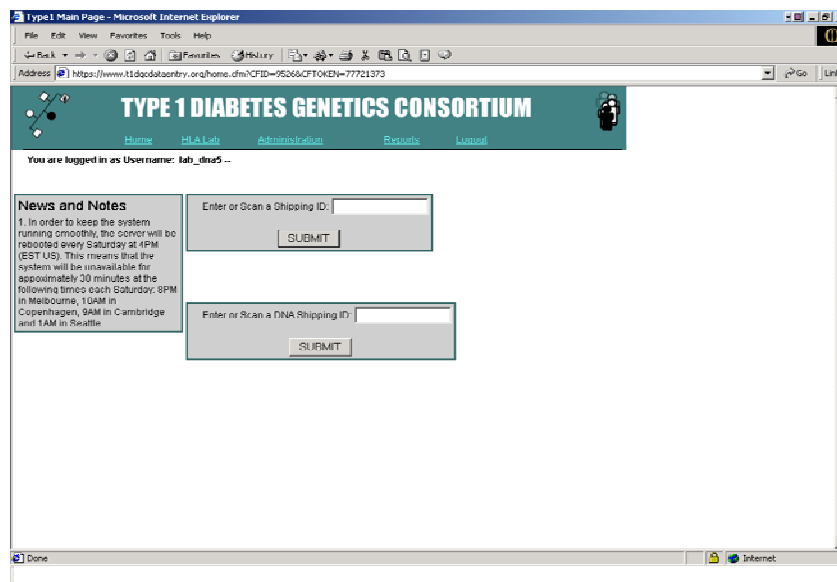 Type1 Main Page - Microsoft Internet Explorer
File Edit View Favorites Tools Help
Back Favorites History
Address https://www.t1dgcdataentry.org/home.cfm?CFID=9526&CFTOKEN=77721373 Go Link
TYPE 1 DIABETES GENETICS CONSORTIUM
Home HLA Lab Administration Reports Logout
You are logged in as Username: lab_dna5 --
News and Notes
1. In order to keep the system
running smoothly, the server will be
rebooted every Saturday at 4PM
(EST US). This means that the
system will be unavailable for
appoximately 30 minutes at the
following times each Saturday: 8PM
in Melbourne, 10AM in
Copenhagen, 9AM in Cambridge
and 1AM in Seattle
Enter or Scan a Shipping ID:
SUBMIT
Enter or Scan a DNA Shipping ID:
SUBMIT
Done Internet